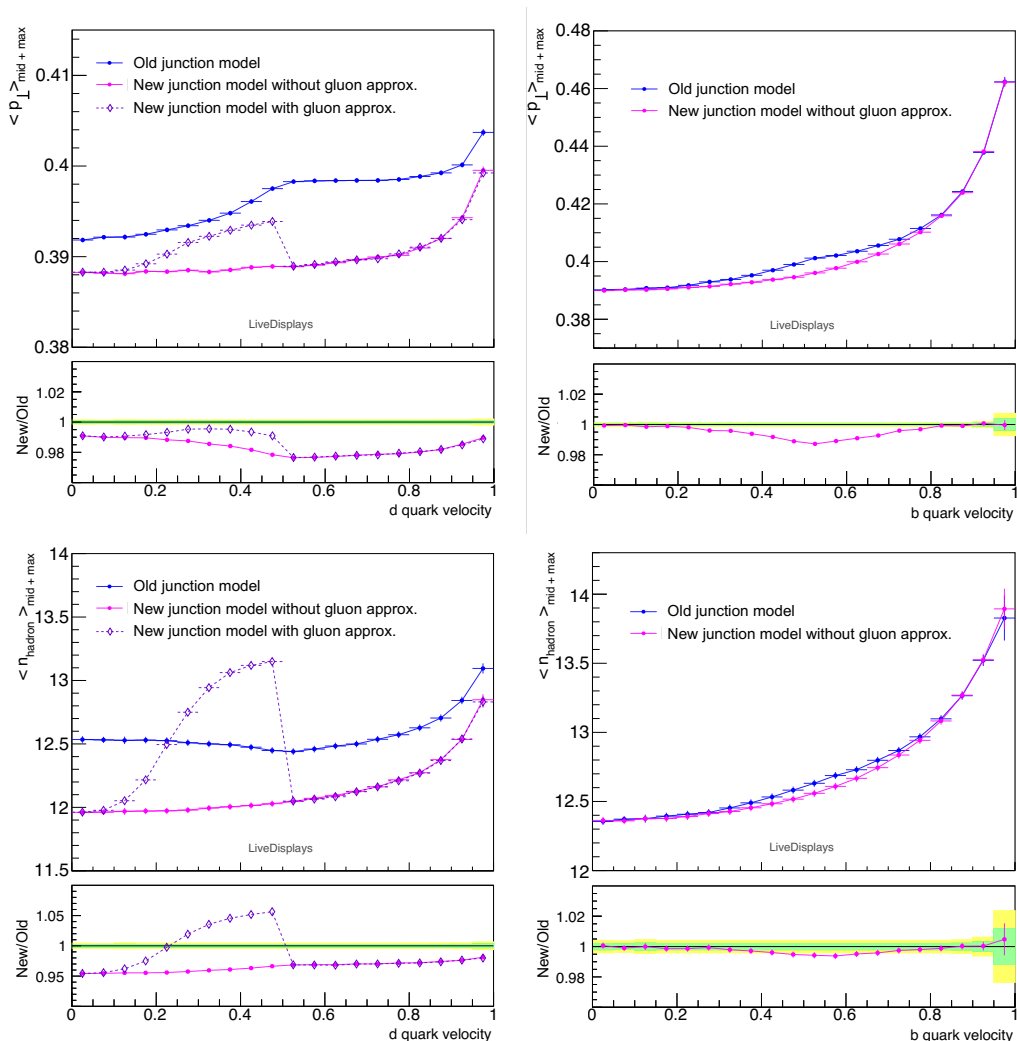 < p⊥ >mid + max
0.414
0.4
0.39
0.38
Old junction model
New junction model without gluon approx.
New junction model with gluon approx.
LiveDisplays
New/Old
1.02
1
0.98
0 0.2 0.4 0.6 0.8 1
d quark velocity
< p⊥ >mid + max
0.48
0.46
0.44
0.42
0.4
0.38
Old junction model
New junction model without gluon approx.
LiveDisplays
New/Old
1.02
1
0.98
0 0.2 0.4 0.6 0.8 1
b quark velocity
< nhadron >mid + max
14
13.5
13
12.5
12
11.5
Old junction model
New junction model without gluon approx.
New junction model with gluon approx.
LiveDisplays
New/Old
1.05
1
0.95
0 0.2 0.4 0.6 0.8 1
d quark velocity
< nhadron >mid + max
14
13.5
13
12.5
12
Old junction model
New junction model without gluon approx.
LiveDisplays
New/Old
1.02
1
0.98
0 0.2 0.4 0.6 0.8 1
b quark velocity